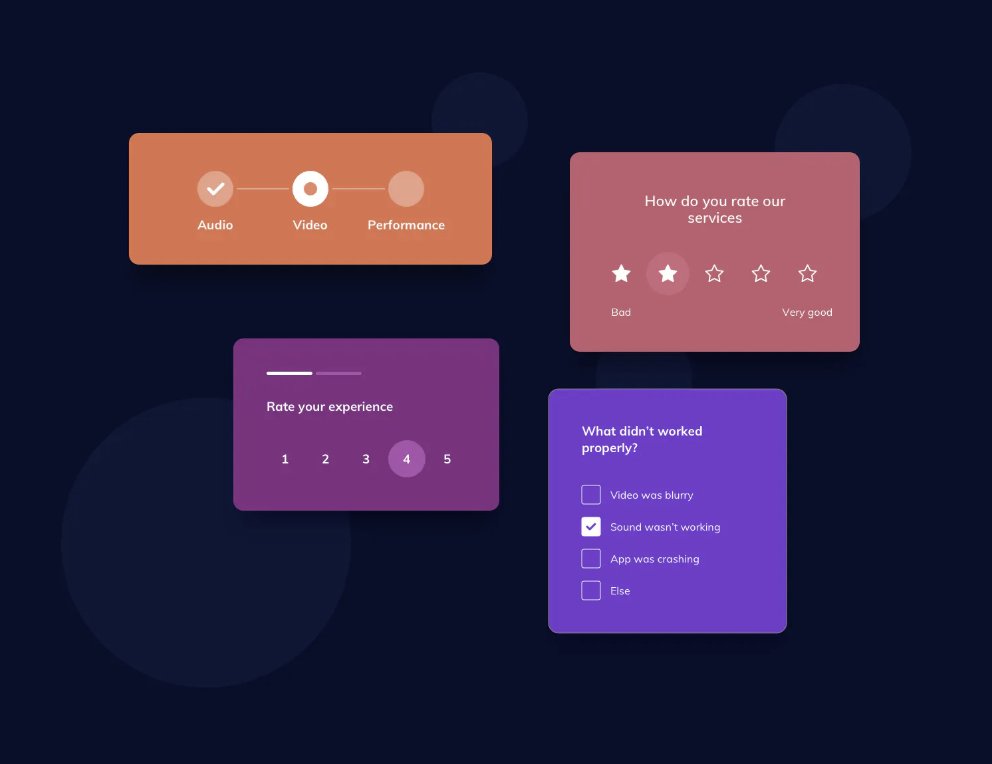 Audio
Video
Performance
How do you rate our
services
Bad
Very good
Rate your experience
1 2 3 4 5
What didn't worked
properly?
Video was blurry
Sound wasn't working
App was crashing
Else